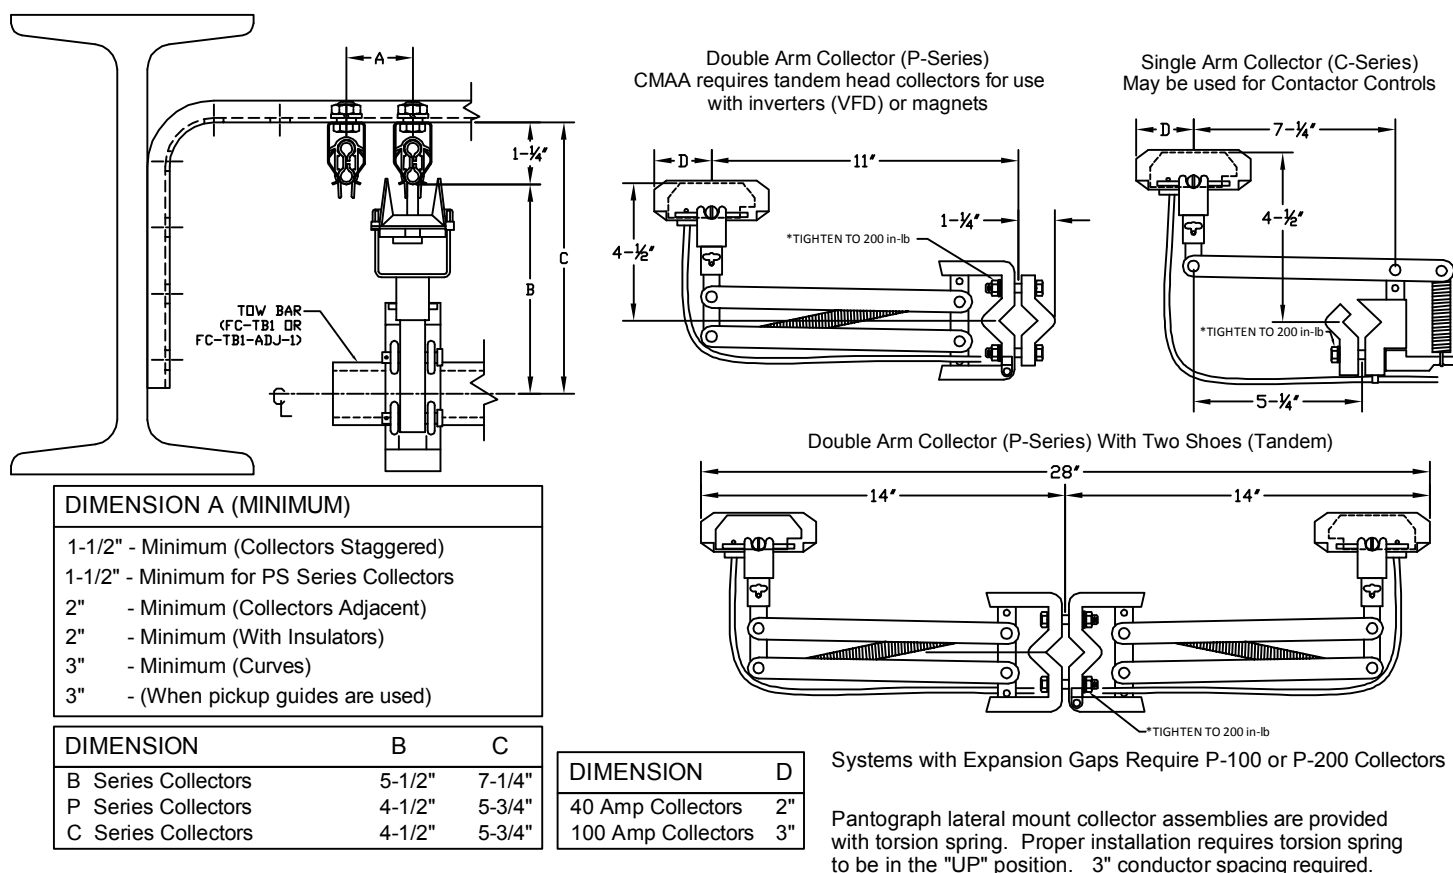 A
1-¼"
C
B
TOW BAR
(FC-TB1 OR
FC-TB1-ADJ-1)
CL
Double Arm Collector (P-Series)
CMAA requires tandem head collectors for use
with inverters (VFD) or magnets
D
11"
1-¼"
4-½"
*TIGHTEN TO 200 in-lb
Single Arm Collector (C-Series)
May be used for Contactor Controls
D
7-¼"
4-½"
*TIGHTEN TO 200 in-lb
5-¼"
Double Arm Collector (P-Series) With Two Shoes (Tandem)
28"
14" 14"
*TIGHTEN TO 200 in-lb
DIMENSION A (MINIMUM)
1-1/2" - Minimum (Collectors Staggered)
1-1/2" - Minimum for PS Series Collectors
2" - Minimum (Collectors Adjacent)
2" - Minimum (With Insulators)
3" - Minimum (Curves)
3" - (When pickup guides are used)
DIMENSION B C
B Series Collectors 5-1/2" 7-1/4"
P Series Collectors 4-1/2" 5-3/4"
C Series Collectors 4-1/2" 5-3/4"
DIMENSION D
40 Amp Collectors 2"
100 Amp Collectors 3"
Systems with Expansion Gaps Require P-100 or P-200 Collectors
Pantograph lateral mount collector assemblies are provided
with torsion spring. Proper installation requires torsion spring
to be in the "UP" position. 3" conductor spacing required.